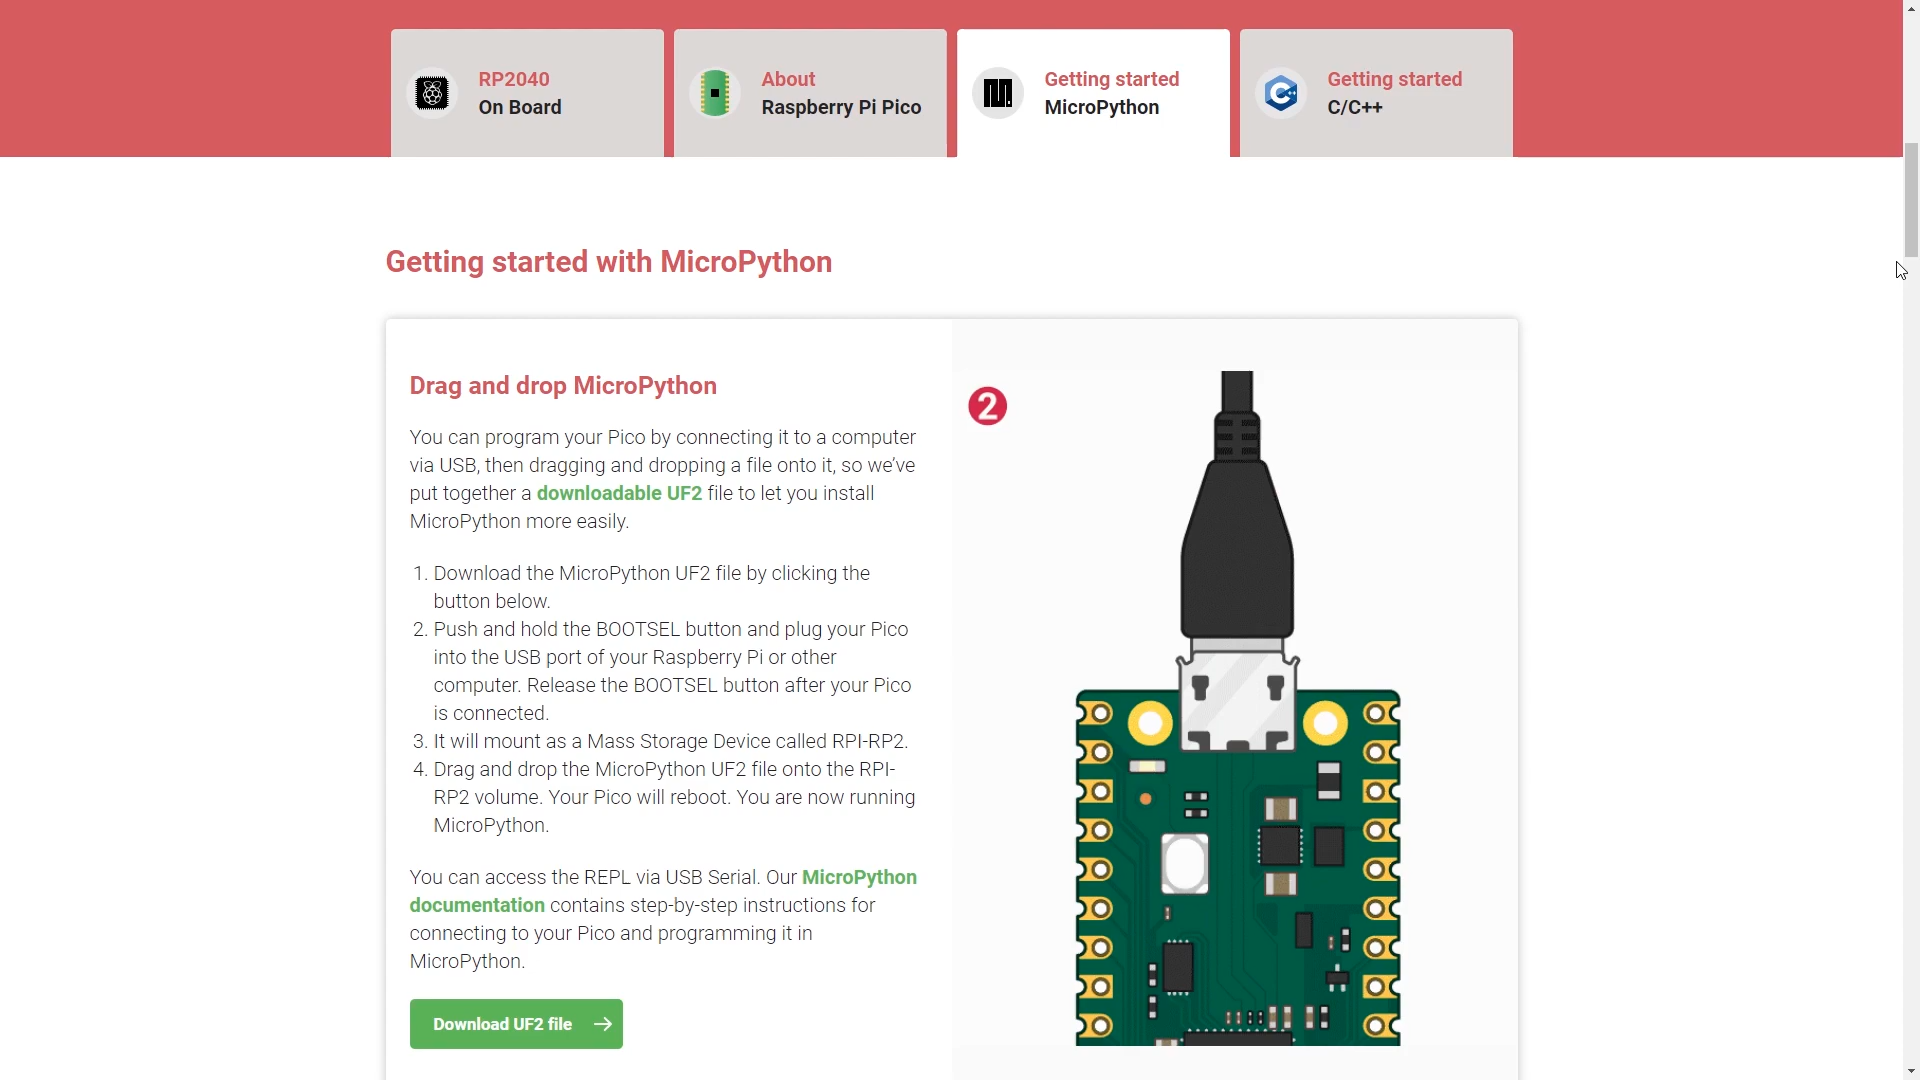 RP2040
On Board
About
Raspberry Pi Pico
Getting started
MicroPython
Getting started
C/C++
Getting started with MicroPython
Drag and drop MicroPython
You can program your Pico by connecting it to a computer
via USB, then dragging and dropping a file onto it, so we’ve
put together a downloadable UF2 file to let you install
MicroPython more easily.
1. Download the MicroPython UF2 file by clicking the
button below.
2. Push and hold the BOOTSEL button and plug your Pico
into the USB port of your Raspberry Pi or other
computer. Release the BOOTSEL button after your Pico
is connected.
3. It will mount as a Mass Storage Device called RPI-RP2.
4. Drag and drop the MicroPython UF2 file onto the RPI-
RP2 volume. Your Pico will reboot. You are now running
MicroPython.
You can access the REPL via USB Serial. Our MicroPython
documentation contains step-by-step instructions for
connecting to your Pico and programming it in
MicroPython.
Download UF2 file
2